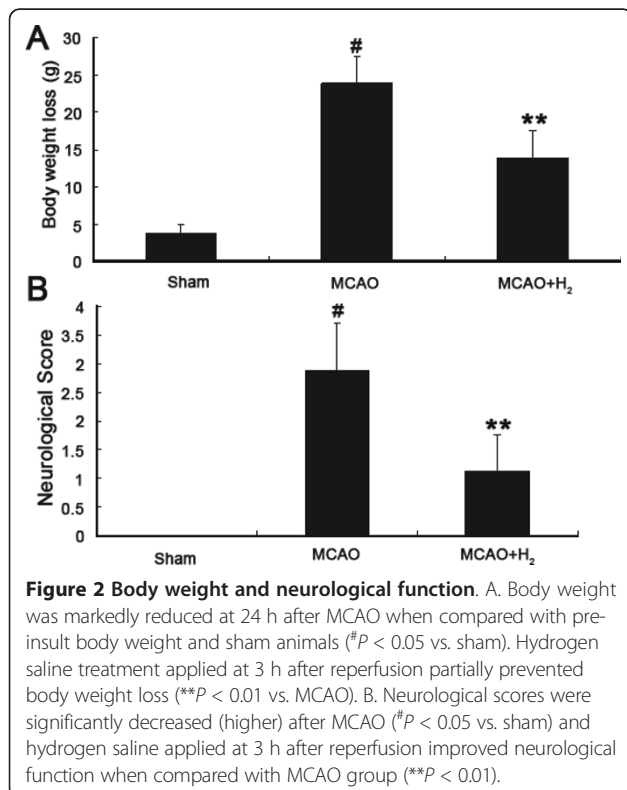 A
30
25
20
15
10
5
0
Body weight loss (g)
#
**
Sham
MCAO
MCAO+H₂
B
4
3.5
2
2.5
2
1.5
1
0.5
0
Neurological Score
#
**
Sham
MCAO
MCAO+H₂
Figure 2 Body weight and neurological function. A. Body weight
was markedly reduced at 24 h after MCAO when compared with pre-
insult body weight and sham animals (#P < 0.05 vs. sham). Hydrogen
saline treatment applied at 3 h after reperfusion partially prevented
body weight loss (**P < 0.01 vs. MCAO). B. Neurological scores were
significantly decreased (higher) after MCAO (#P < 0.05 vs. sham) and
hydrogen saline applied at 3 h after reperfusion improved neurological
function when compared with MCAO group (**P < 0.01).